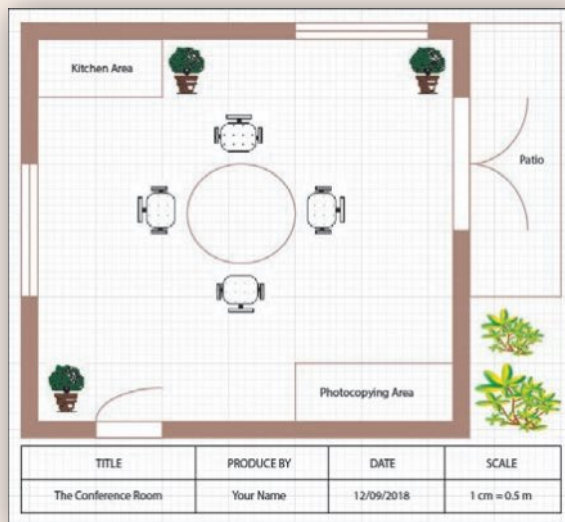 Kitchen Area
Patio
Photocopying Area
TITLE PRODUCE BY DATE SCALE
The Conference Room Your Name 12/09/2018 1 cm = 0.5 m